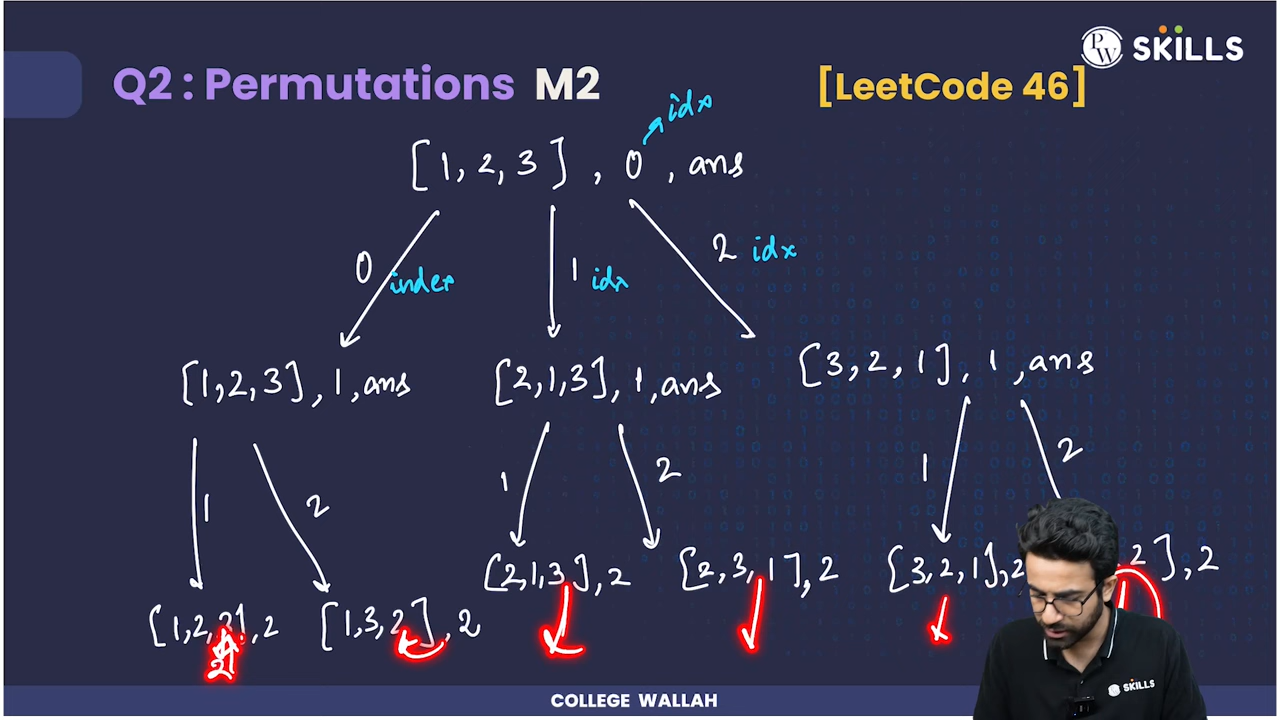 PW SKILLS
Q2 : Permutations M2 [LeetCode 46]
idx
[1, 2, 3] , 0 , ans
0 index 1 idx 2 idx
[1, 2, 3] , 1, ans [2, 1, 3] , 1, ans [3, 2, 1] , 1, ans
1 2 1 2 1 2
[2, 1, 3] , 2 [2, 3, 1] , 2 [3, 2, 1] , 2 2] , 2
[1, 2, 3] , 2 [1, 3, 2] , 2
SKILLS
COLLEGE WALLAH